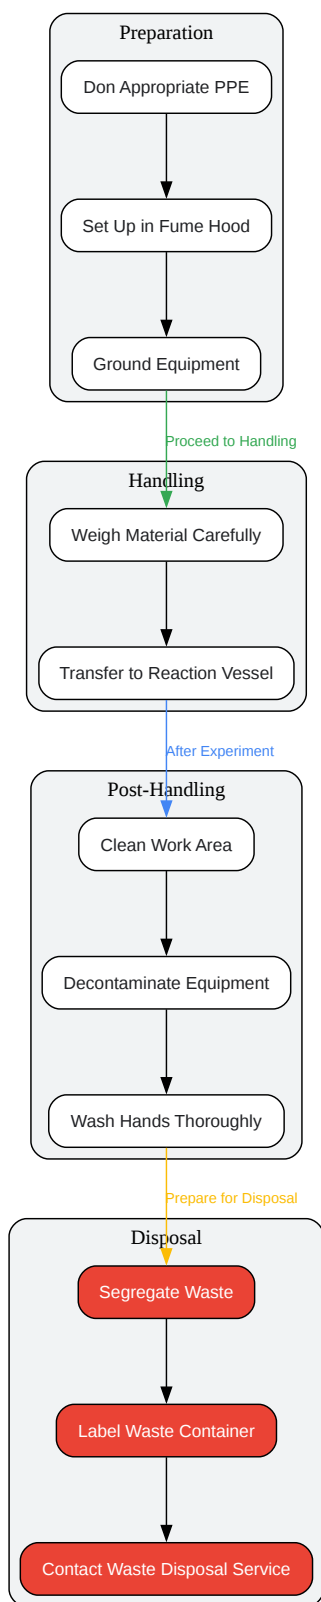 Preparation
Don Appropriate PPE
Set Up in Fume Hood
Ground Equipment
Proceed to Handling
Handling
Weigh Material Carefully
Transfer to Reaction Vessel
After Experiment
Post-Handling
Clean Work Area
Decontaminate Equipment
Wash Hands Thoroughly
Prepare for Disposal
Disposal
Segregate Waste
Label Waste Container
Contact Waste Disposal Service